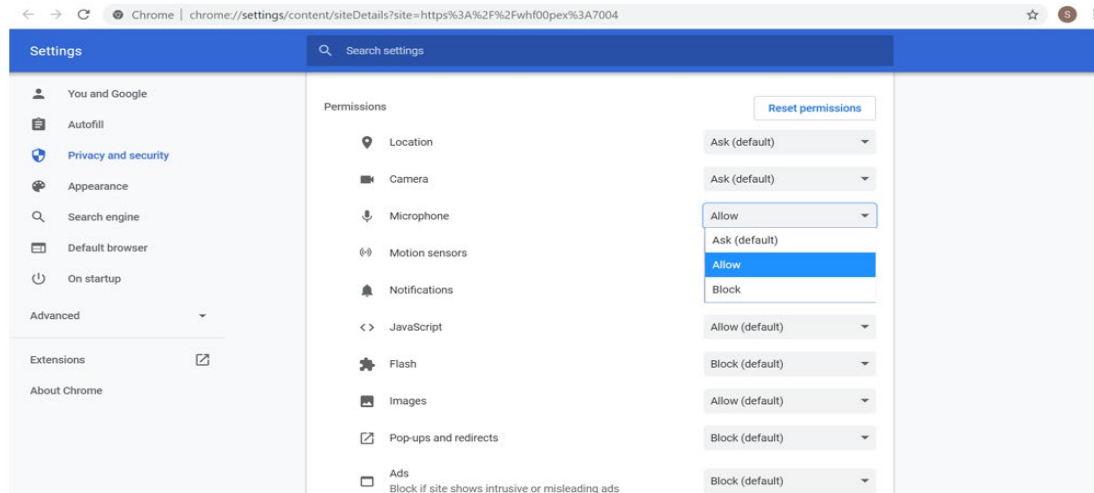 Chrome | chrome://settings/content/siteDetails?site=https%3A%2F%2Fwhf00pex%3A7004
S
Settings
Search settings
You and Google
Autofill
Privacy and security
Appearance
Search engine
Default browser
On startup
Advanced
Extensions
About Chrome
Permissions
Reset permissions
Location Ask (default)
Camera Ask (default)
Microphone Allow
Ask (default)
Motion sensors
Allow
Notifications Block
JavaScript Allow (default)
Flash Block (default)
Images Allow (default)
Pop-ups and redirects Block (default)
Ads
Block if site shows intrusive or misleading ads Block (default)